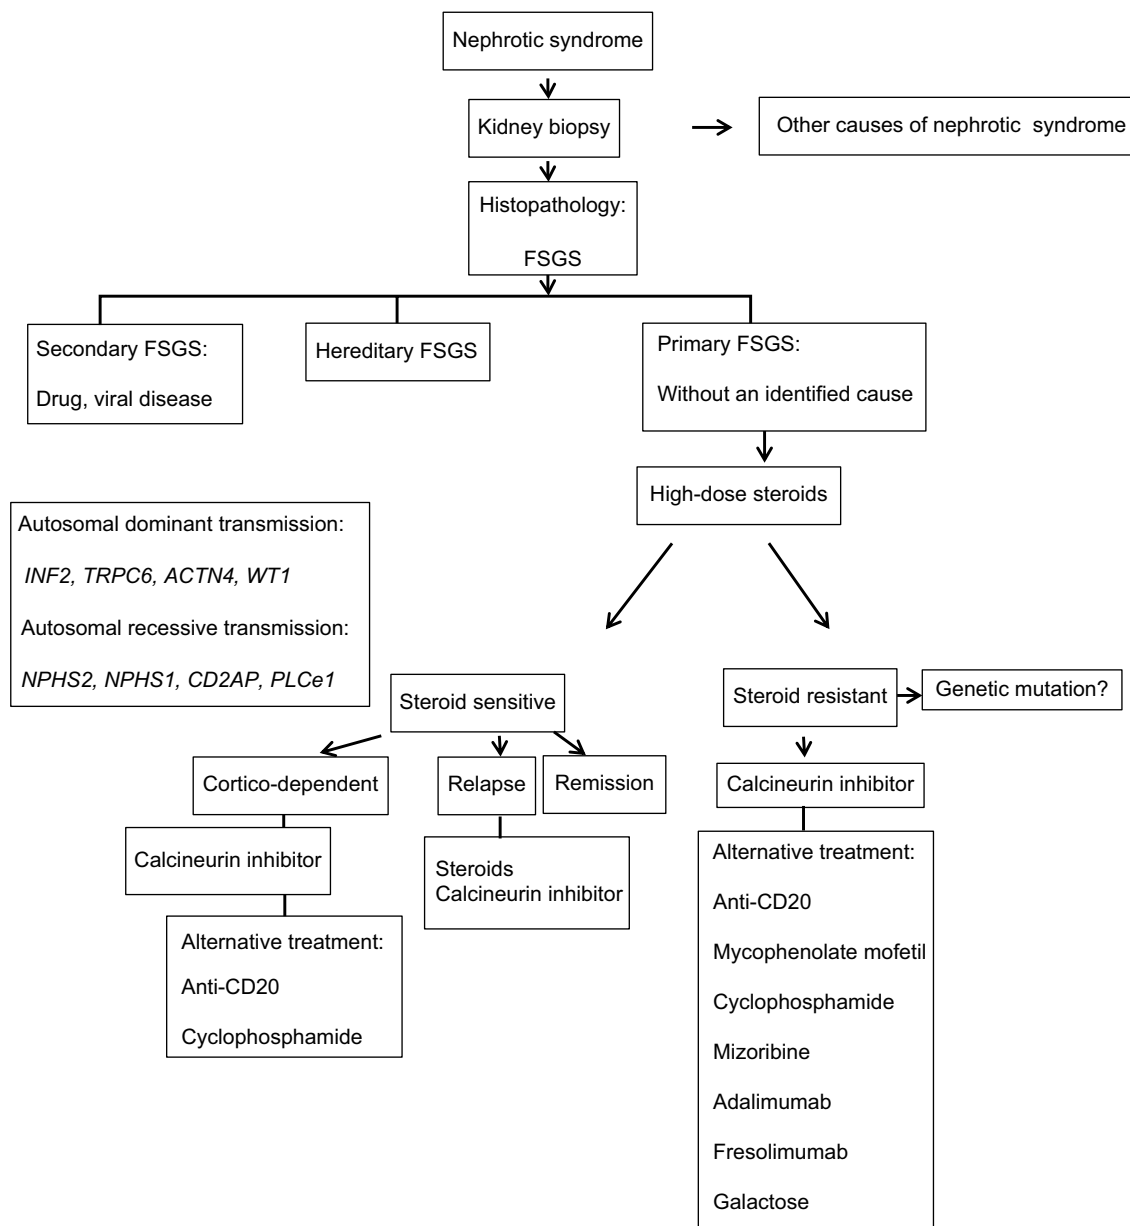 Nephrotic syndrome
Kidney biopsy
Other causes of nephrotic syndrome
Histopathology:
FSGS
Secondary FSGS:
Drug, viral disease
Hereditary FSGS
Primary FSGS:
Without an identified cause
High-dose steroids
Autosomal dominant transmission:
INF2, TRPC6, ACTN4, WT1
Autosomal recessive transmission:
NPHS2, NPHS1, CD2AP, PLCe1
Steroid sensitive
Steroid resistant
Genetic mutation?
Cortico-dependent
Relapse
Remission
Calcineurin inhibitor
Calcineurin inhibitor
Steroids
Calcineurin inhibitor
Alternative treatment:
Anti-CD20
Cyclophosphamide
Alternative treatment:
Anti-CD20
Mycophenolate mofetil
Cyclophosphamide
Mizoribine
Adalimumab
Fresolimumab
Galactose